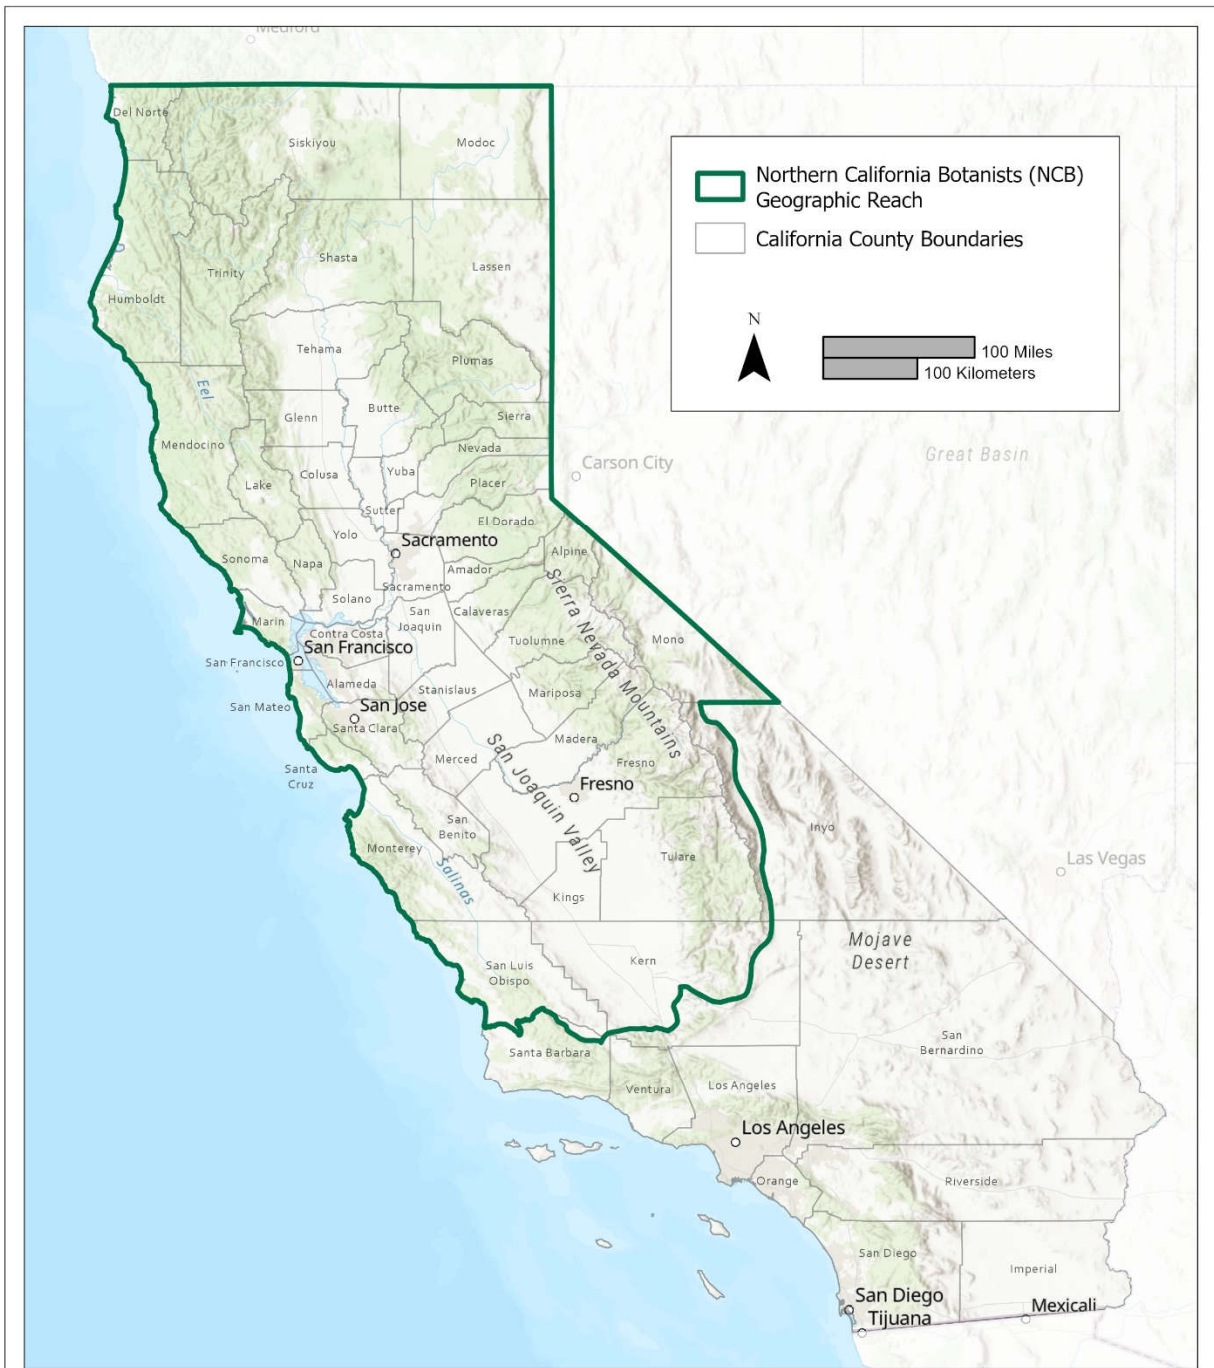 Medford
Del Norte
Siskiyou
Modoc
Northern California Botanists (NCB)
Geographic Reach
California County Boundaries
Shasta
Lassen
Trinity
Humboldt
N
100 Miles
100 Kilometers
Tehama
Plumas
Eel
Butte
Glenn
Sierra
Mendocino
Nevada
Carson City
Great Basin
Colusa
Yuba
Lake
Placer
Sutter
El Dorado
Yolo
Sacramento
Sonoma
Napa
Alpine
Amador
Sacramento
Solano
Sierra Nevada Mountains
San
Joaquin
Calaveras
Marin
Contra Costa
Tuolumne
Mono
San Francisco
San Francisco
Alameda
Stanislaus
Mariposa
San Mateo
San Jose
Santa Clara
Madera
Merced
Fresno
San Joaquin Valley
Santa
Cruz
Fresno
San
Benito
Inyo
Monterey
Tulare
Las Vegas
Salinas
Kings
Mojave
Desert
Kern
San Luis
Obispo
San
Bernardino
Santa Barbara
Ventura
Los Angeles
Los Angeles
Orange
Riverside
San Diego
Imperial
San Diego
Mexicali
Tijuana